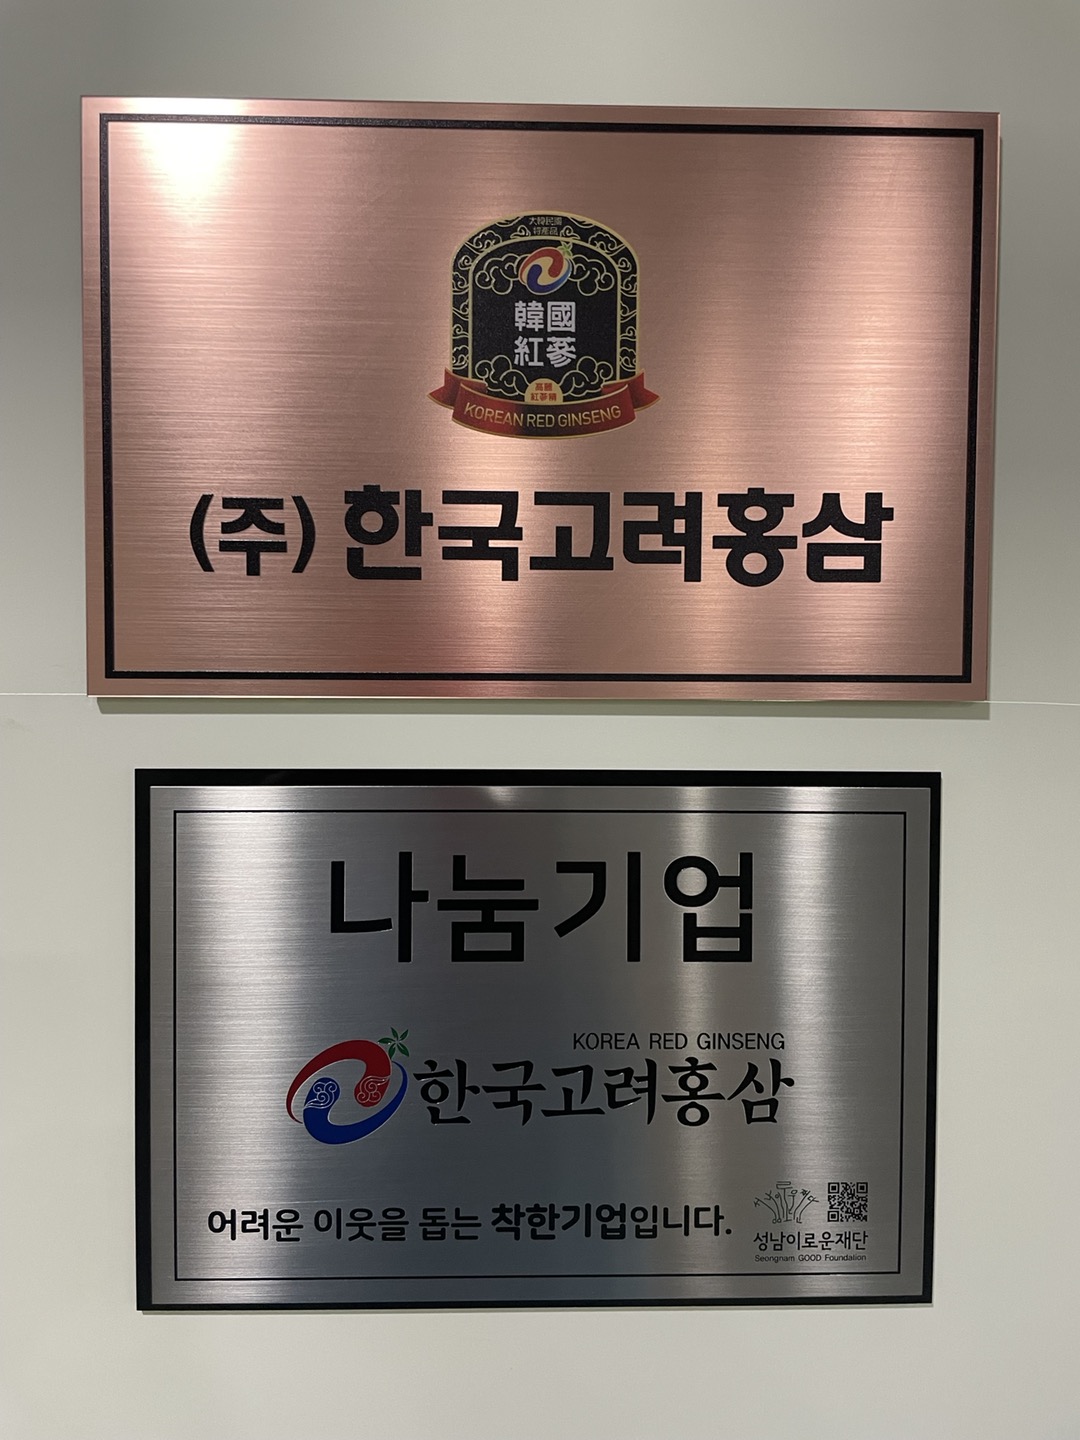 大韓民國
特產品
韓國
紅蔘
高麗
紅蔘精
KOREAN RED GINSENG
(주) 한국고려홍삼
나눔기업
KOREA RED GINSENG
한국고려홍삼
어려운 이웃을 돕는 착한기업입니다.
성남이로운재단
Seongnam GOOD Foundation